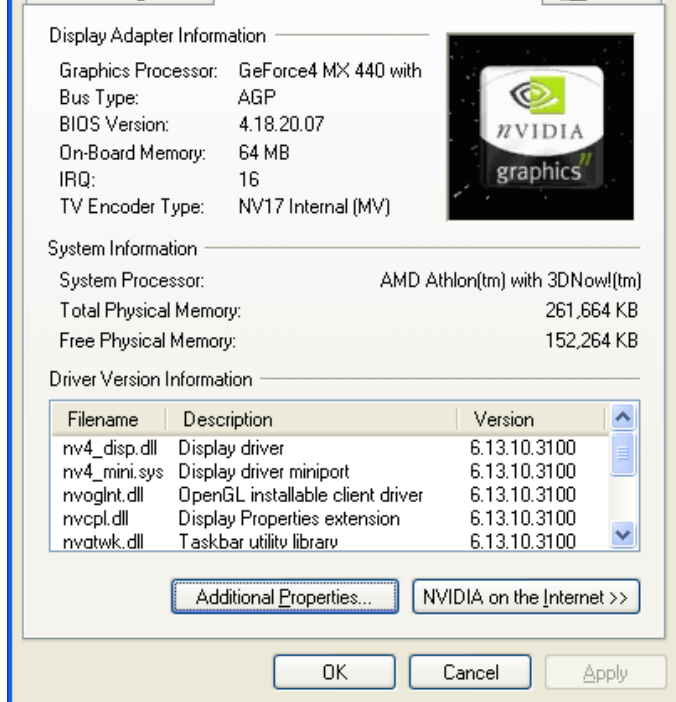 Display Adapter Information
Graphics Processor: GeForce4 MX 440 with
Bus Type: AGP
BIOS Version: 4.18.20.07
On-Board Memory: 64 MB
IRQ: 16
TV Encoder Type: NV17 Internal (MV)
nVIDIA
graphics n
System Information
System Processor: AMD Athlon(tm) with 3DNow!(tm)
Total Physical Memory: 261,664 KB
Free Physical Memory: 152,264 KB
Driver Version Information
Filename Description Version
nv4_disp.dll Display driver 6.13.10.3100
nv4_mini.sys Display driver miniport 6.13.10.3100
nvoglnt.dll OpenGL installable client driver 6.13.10.3100
nvcpl.dll Display Properties extension 6.13.10.3100
nvqtwk.dll Taskbar utility library 6.13.10.3100
Additional Properties... NVIDIA on the Internet >>
OK Cancel Apply